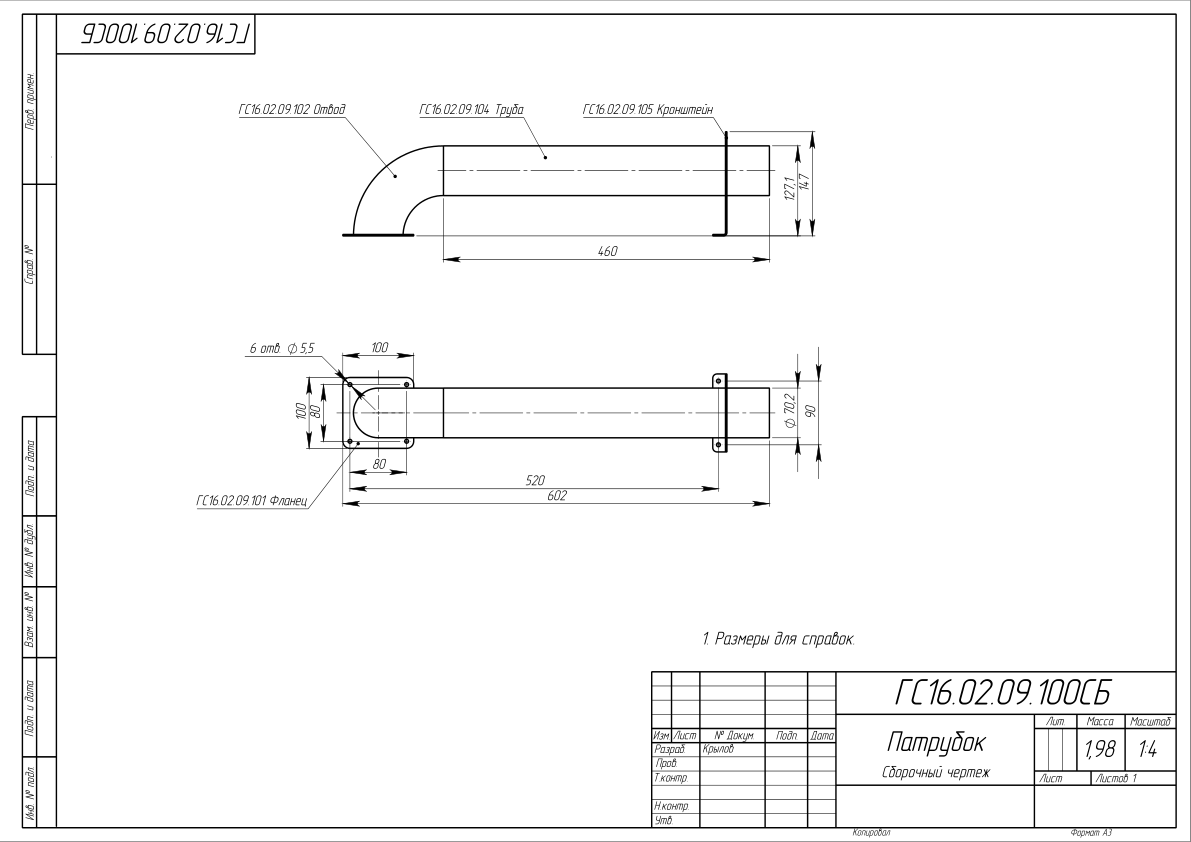 ГС16.02.09.100СБ
Перв. примен.
Справ. №
Подп. и дата
Инв. № дубл.
Взам. инв. №
Подп. и дата
Инв. № подл.
ГС16.02.09.102 Отвод
ГС16.02.09.104 Труба
ГС16.02.09.105 Кронштейн
127,1
147
460
6 отв. ϕ 5,5
100
100
80
80
ϕ 70,2
90
520
602
ГС16.02.09.101 Фланец
1. Размеры для справок.
ГС16.02.09.100СБ
Изм. Лист № Докум. Подп. Дата
Разраб. Крылов
Пров.
Т.контр.
Н.контр.
Утв.
Патрубок
Сборочный чертеж
Лит. Масса Масштаб
1,98 1:4
Лист Листов 1
Копировал Формат А3